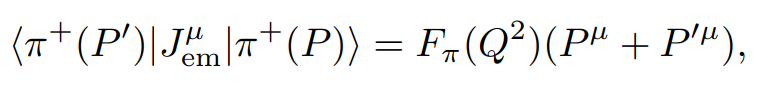 ⟨π⁺(P′)|J^μ_em|π⁺(P)⟩ = F_π(Q²)(P^μ + P′^μ),